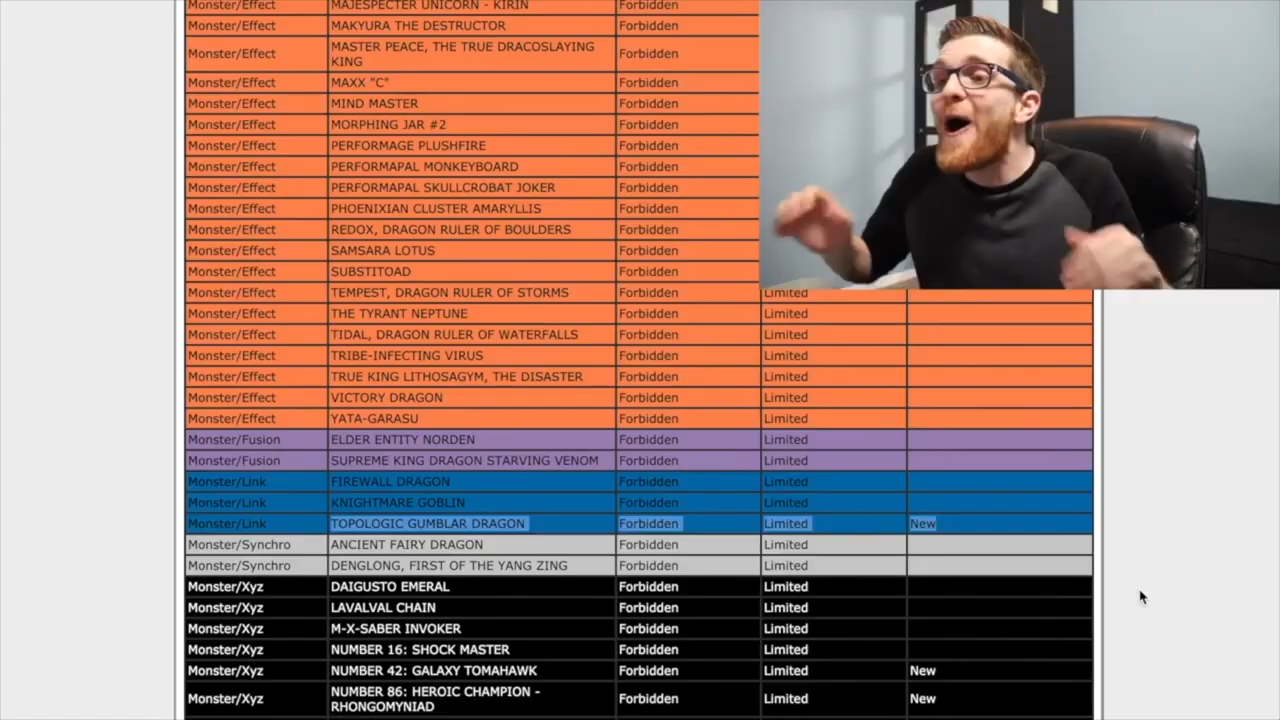 Monster/Effect MAJESPECTER UNICORN - KIRIN Forbidden
Monster/Effect MAKYURA THE DESTRUCTOR Forbidden
Monster/Effect MASTER PEACE, THE TRUE DRACOSLAYING Forbidden
KING
Monster/Effect MAXX "C" Forbidden
Monster/Effect MIND MASTER Forbidden
Monster/Effect MORPHING JAR #2 Forbidden
Monster/Effect PERFORMAGE PLUSHFIRE Forbidden
Monster/Effect PERFORMAPAL MONKEYBOARD Forbidden
Monster/Effect PERFORMAPAL SKULLCROBAT JOKER Forbidden
Monster/Effect PHOENIXIAN CLUSTER AMARYLLIS Forbidden
Monster/Effect REDOX, DRAGON RULER OF BOULDERS Forbidden
Monster/Effect SAMSARA LOTUS Forbidden
Monster/Effect SUBSTITOAD Forbidden
Monster/Effect TEMPEST, DRAGON RULER OF STORMS Forbidden Limited
Monster/Effect THE TYRANT NEPTUNE Forbidden Limited
Monster/Effect TIDAL, DRAGON RULER OF WATERFALLS Forbidden Limited
Monster/Effect TRIBE-INFECTING VIRUS Forbidden Limited
Monster/Effect TRUE KING LITHOSAGYM, THE DISASTER Forbidden Limited
Monster/Effect VICTORY DRAGON Forbidden Limited
Monster/Effect YATA-GARASU Forbidden Limited
Monster/Fusion ELDER ENTITY NORDEN Forbidden Limited
Monster/Fusion SUPREME KING DRAGON STARVING VENOM Forbidden Limited
Monster/Link FIREWALL DRAGON Forbidden Limited
Monster/Link KNIGHTMARE GOBLIN Forbidden Limited
Monster/Link TOPOLOGIC GUMBLAR DRAGON Forbidden Limited New
Monster/Synchro ANCIENT FAIRY DRAGON Forbidden Limited
Monster/Synchro DENGLONG, FIRST OF THE YANG ZING Forbidden Limited
Monster/Xyz DAIGUSTO EMERAL Forbidden Limited
Monster/Xyz LAVALVAL CHAIN Forbidden Limited
Monster/Xyz M-X-SABER INVOKER Forbidden Limited
Monster/Xyz NUMBER 16: SHOCK MASTER Forbidden Limited
Monster/Xyz NUMBER 42: GALAXY TOMAHAWK Forbidden Limited New
Monster/Xyz NUMBER 86: HEROIC CHAMPION - Forbidden Limited New
RHONGOMYNIAD